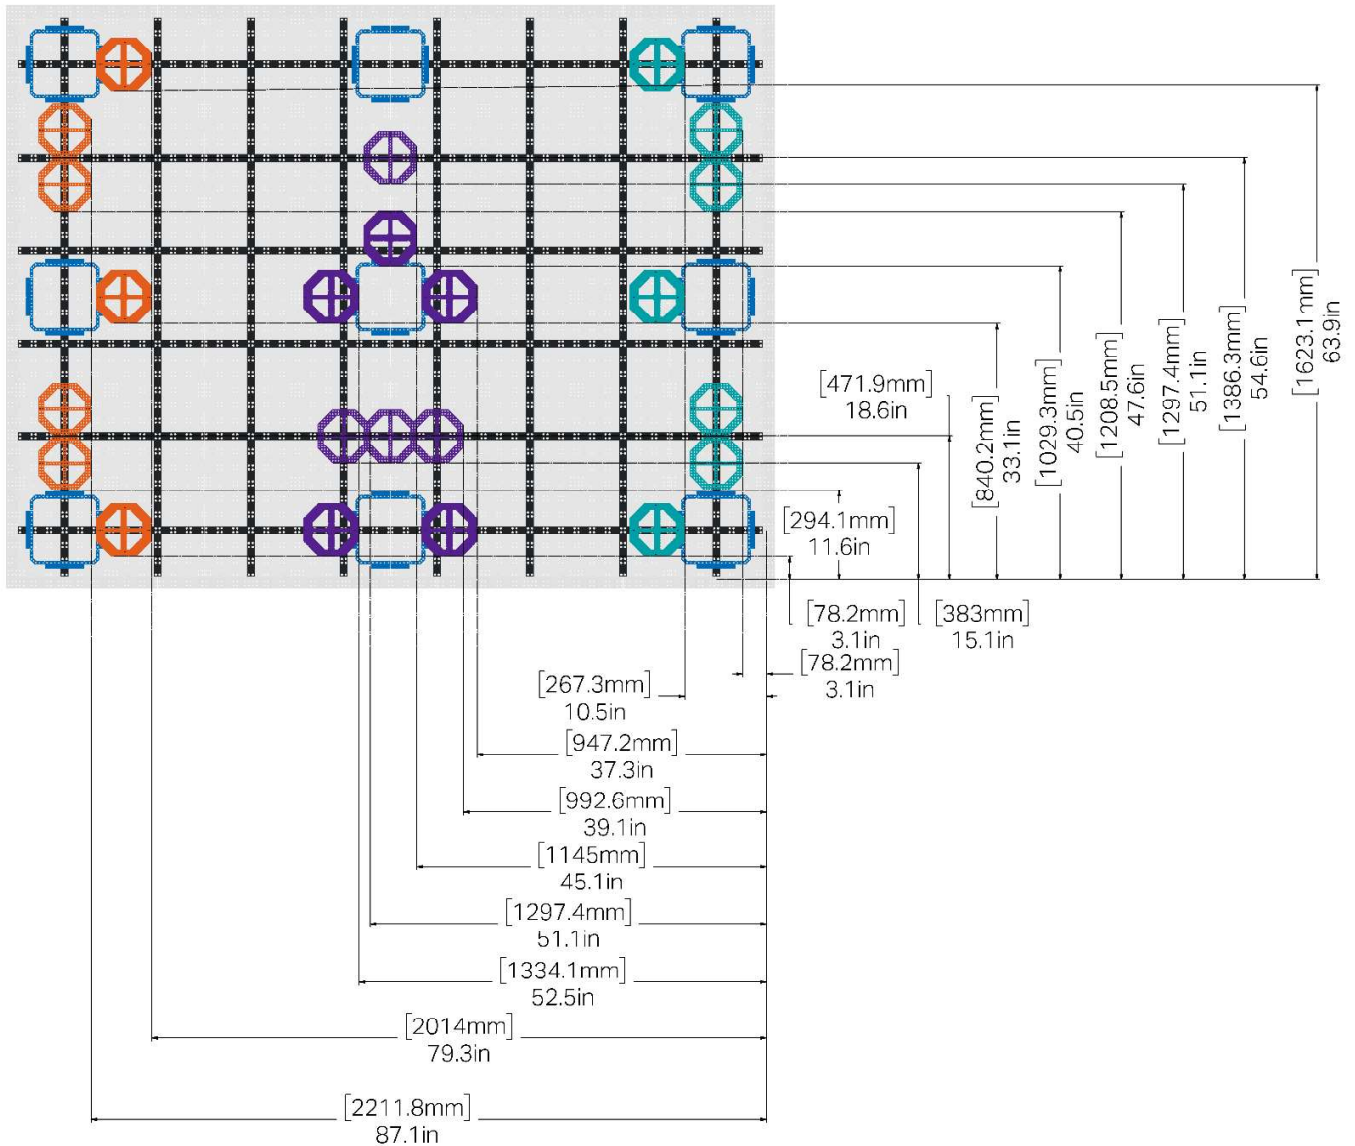 [1623.1mm]
63.9in
[1386.3mm]
54.6in
[1297.4mm]
51.1in
[1208.5mm]
47.6in
[1029.3mm]
40.5in
[840.2mm]
33.1in
[471.9mm]
18.6in
[294.1mm]
11.6in
[78.2mm]
3.1in
[383mm]
15.1in
[78.2mm]
3.1in
[267.3mm]
10.5in
[947.2mm]
37.3in
[992.6mm]
39.1in
[1145mm]
45.1in
[1297.4mm]
51.1in
[1334.1mm]
52.5in
[2014mm]
79.3in
[2211.8mm]
87.1in